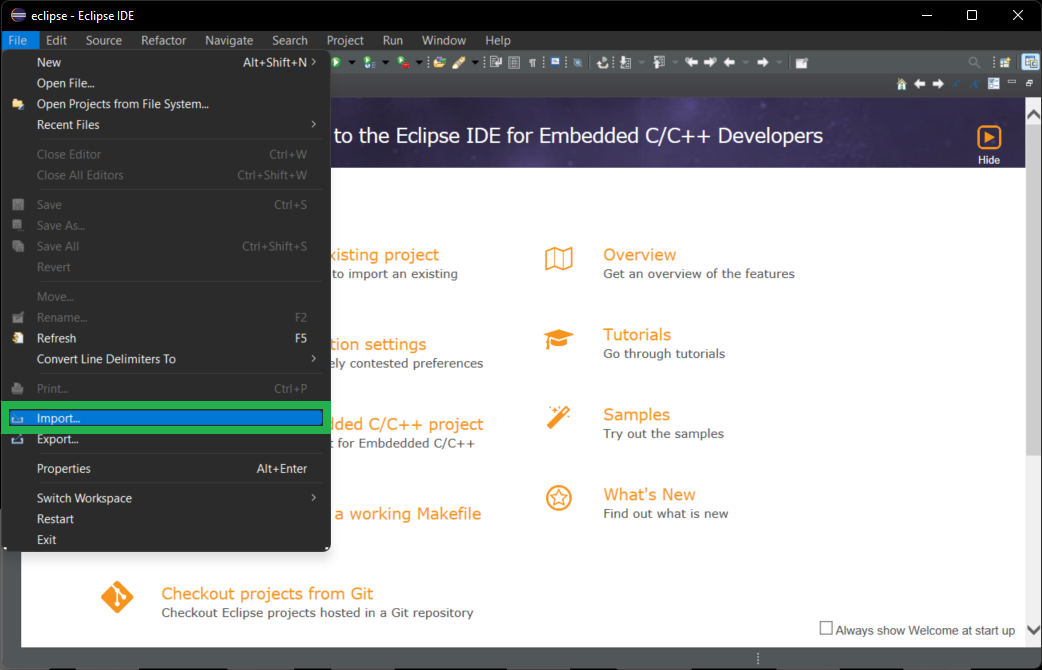 eclipse - Eclipse IDE
File Edit Source Refactor Navigate Search Project Run Window Help
New Alt+Shift+N
Open File...
Open Projects from File System...
Recent Files
Close Editor Ctrl+W
Close All Editors Ctrl+Shift+W
Save Ctrl+S
Save As...
Save All Ctrl+Shift+S
Revert
Move...
Rename... F2
Refresh F5
Convert Line Delimiters To
Print... Ctrl+P
Import...
Export...
Properties Alt+Enter
Switch Workspace
Restart
Exit
to the Eclipse IDE for Embedded C/C++ Developers
Hide
existing project
to import an existing
tion settings
ely contested preferences
dded C/C++ project
t for Embdedded C/C++
a working Makefile
Checkout projects from Git
Checkout Eclipse projects hosted in a Git repository
Overview
Get an overview of the features
Tutorials
Go through tutorials
Samples
Try out the samples
What's New
Find out what is new
Always show Welcome at start up